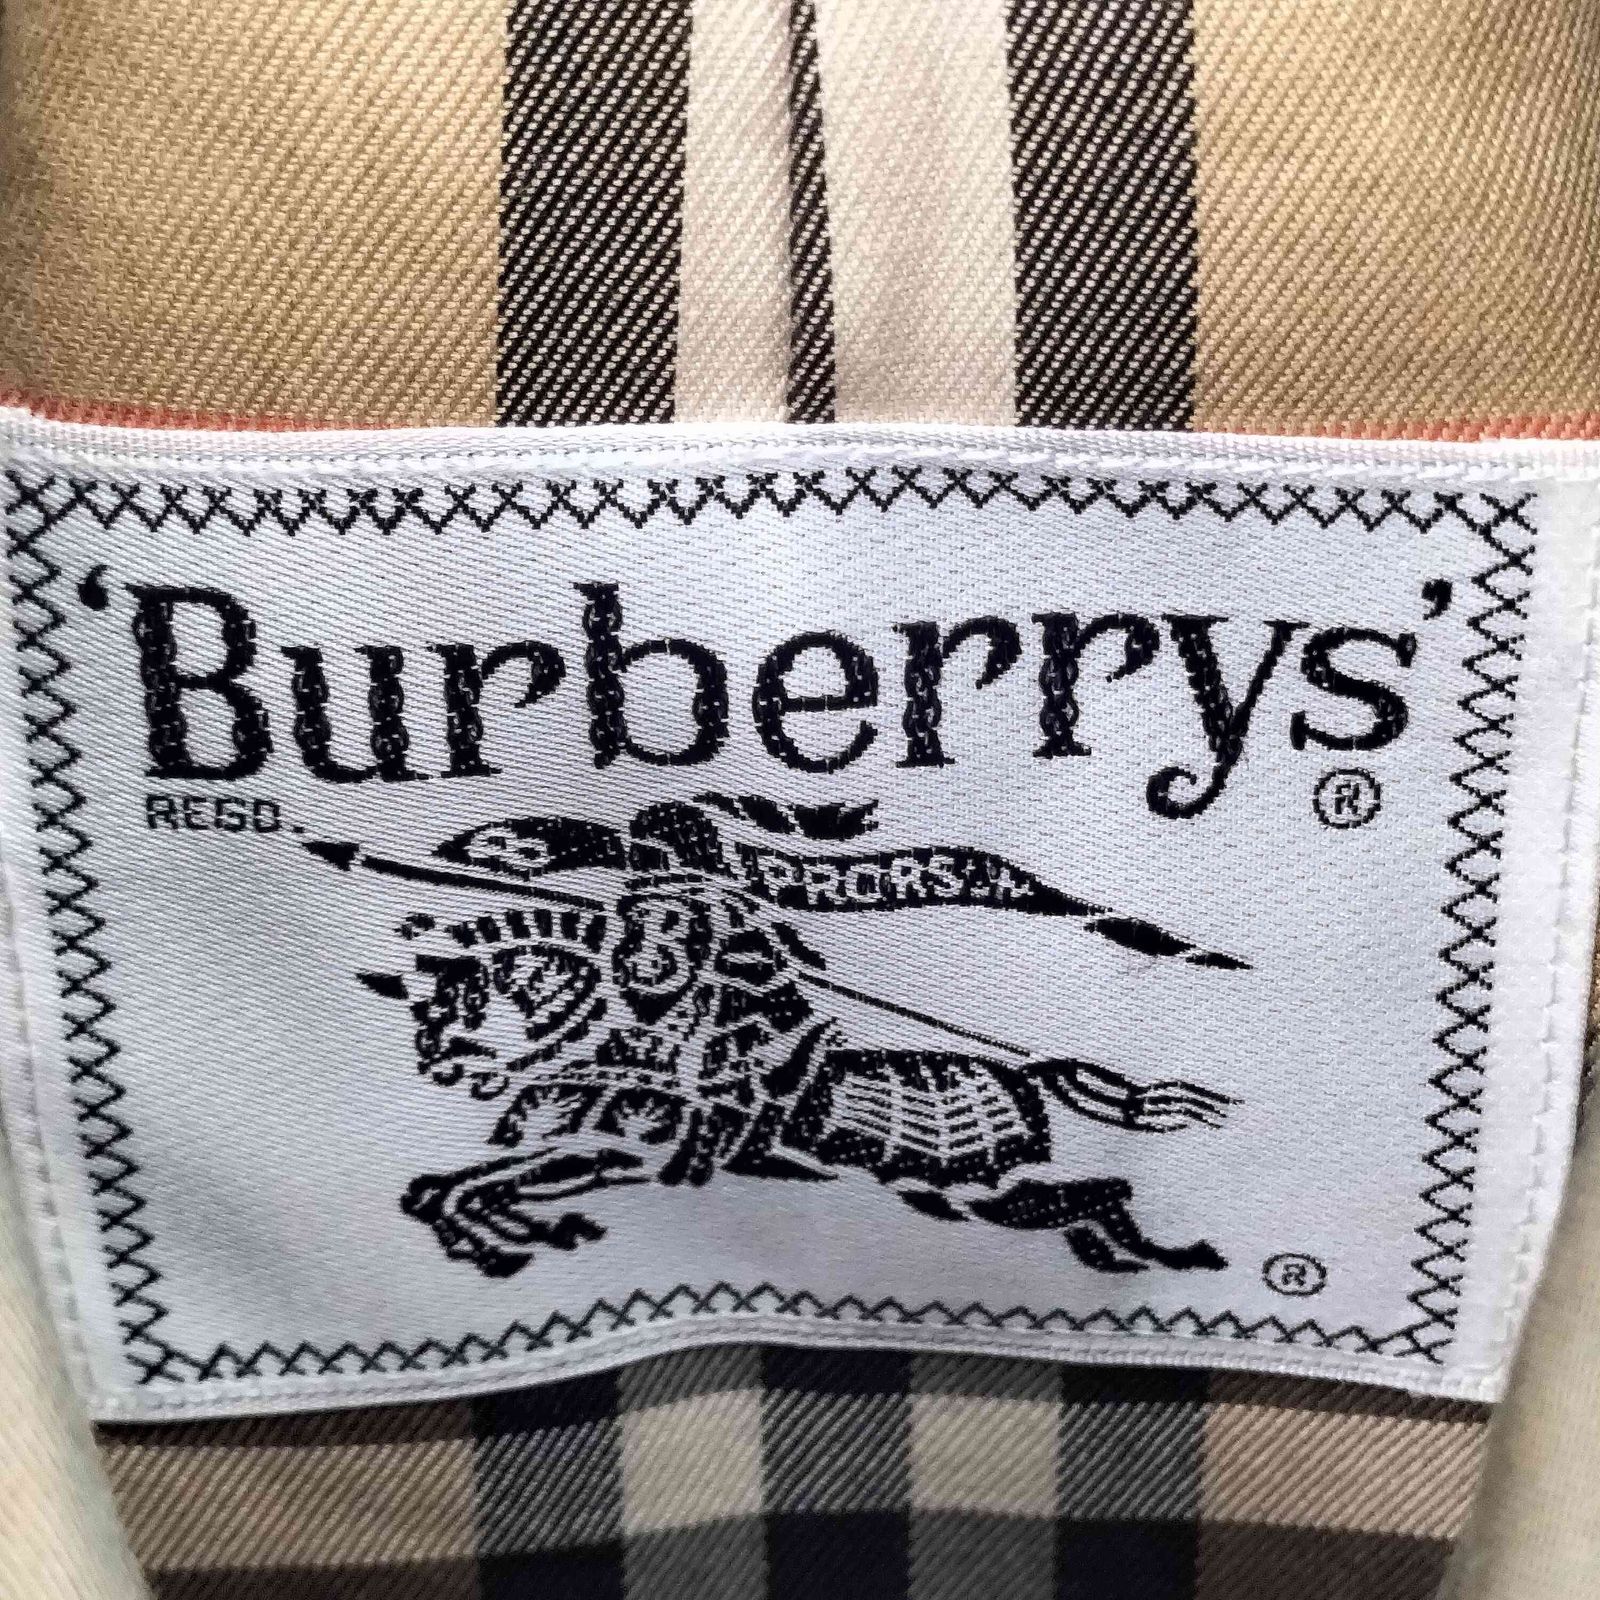 ‘Burberrys’
REGD. ®
PRORSUM
®